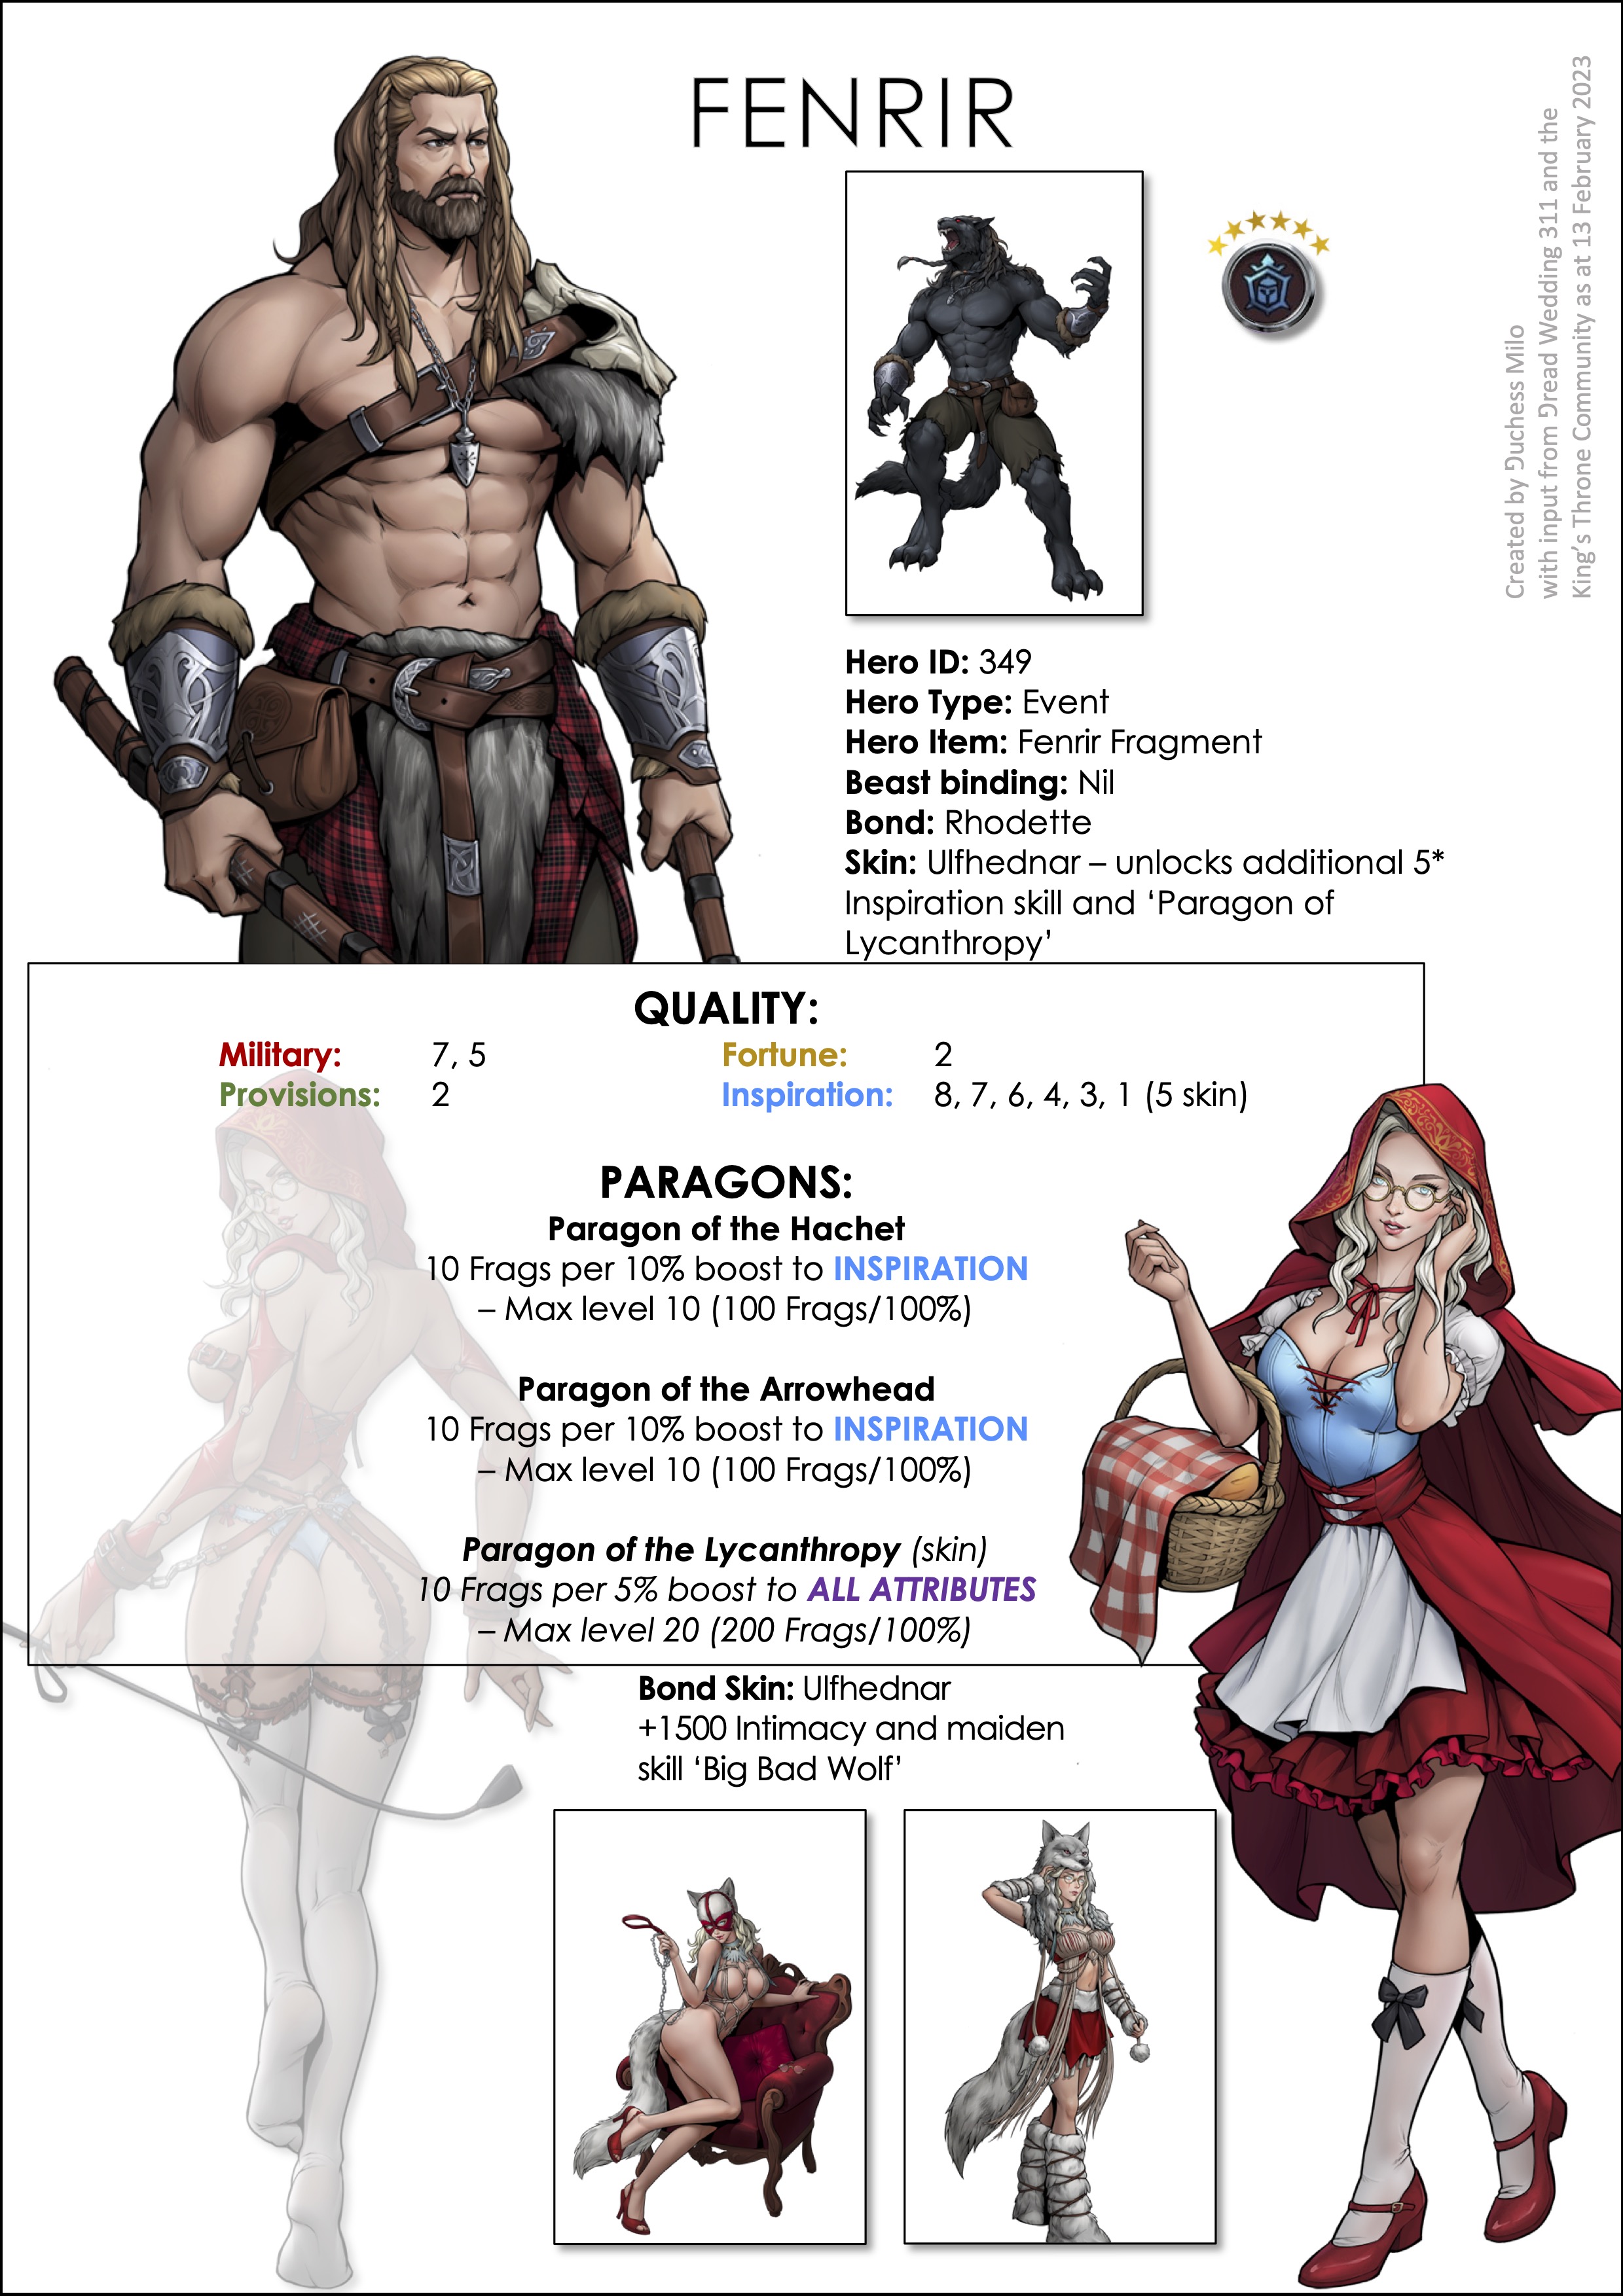 FENRIR
Created by Duchess Milo
with input from Dread Wedding 311 and the
King’s Throne Community as at 13 February 2023
Hero ID: 349
Hero Type: Event
Hero Item: Fenrir Fragment
Beast binding: Nil
Bond: Rhodette
Skin: Ulfhednar – unlocks additional 5*
Inspiration skill and ‘Paragon of
Lycanthropy’
QUALITY:
Military: 7, 5 Fortune: 2
Provisions: 2 Inspiration: 8, 7, 6, 4, 3, 1 (5 skin)
PARAGONS:
Paragon of the Hachet
10 Frags per 10% boost to INSPIRATION
– Max level 10 (100 Frags/100%)
Paragon of the Arrowhead
10 Frags per 10% boost to INSPIRATION
– Max level 10 (100 Frags/100%)
Paragon of the Lycanthropy (skin)
10 Frags per 5% boost to ALL ATTRIBUTES
– Max level 20 (200 Frags/100%)
Bond Skin: Ulfhednar
+1500 Intimacy and maiden
skill ‘Big Bad Wolf’